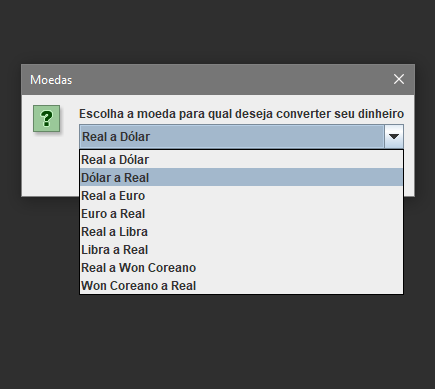 Moedas
Escolha a moeda para qual deseja converter seu dinheiro
?
Real a Dólar
Real a Dólar
Dólar a Real
Real a Euro
Euro a Real
Real a Libra
Libra a Real
Real a Won Coreano
Won Coreano a Real